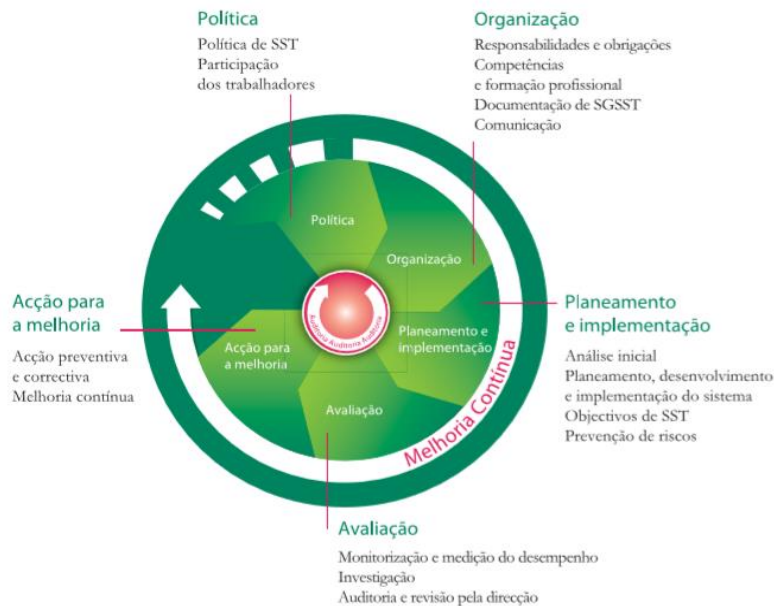 Política
Política de SST
Participação
dos trabalhadores
Organização
Responsabilidades e obrigações
Competências
e formação profissional
Documentação de SGSST
Comunicação
Política
Organização
Planeamento e
implementação
Avaliação
Acção para
a melhoria
Auditoria Auditoria Auditoria
Melhoria Contínua
Acção para
a melhoria
Acção preventiva
e correctiva
Melhoria contínua
Planeamento
e implementação
Análise inicial
Planeamento, desenvolvimento
e implementação do sistema
Objectivos de SST
Prevenção de riscos
Avaliação
Monitorização e medição do desempenho
Investigação
Auditoria e revisão pela direcção